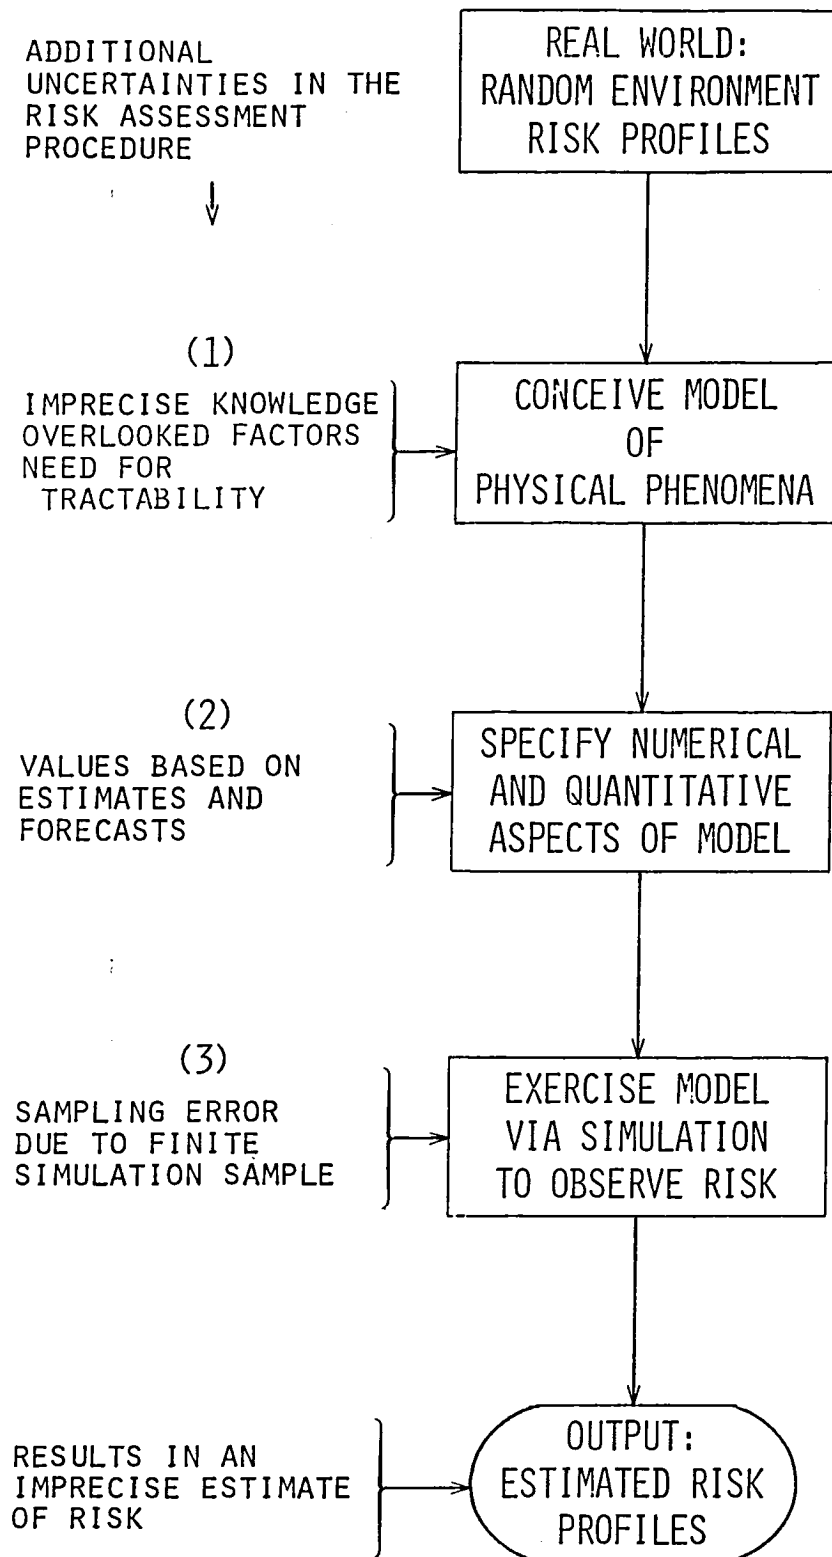 ADDITIONAL
UNCERTAINTIES IN THE
RISK ASSESSMENT
PROCEDURE
REAL WORLD:
RANDOM ENVIRONMENT
RISK PROFILES
(1)
IMPRECISE KNOWLEDGE
OVERLOOKED FACTORS
NEED FOR
TRACTABILITY
CONCEIVE MODEL
OF
PHYSICAL PHENOMENA
(2)
VALUES BASED ON
ESTIMATES AND
FORECASTS
SPECIFY NUMERICAL
AND QUANTITATIVE
ASPECTS OF MODEL
(3)
SAMPLING ERROR
DUE TO FINITE
SIMULATION SAMPLE
EXERCISE MODEL
VIA SIMULATION
TO OBSERVE RISK
RESULTS IN AN
IMPRECISE ESTIMATE
OF RISK
OUTPUT:
ESTIMATED RISK
PROFILES